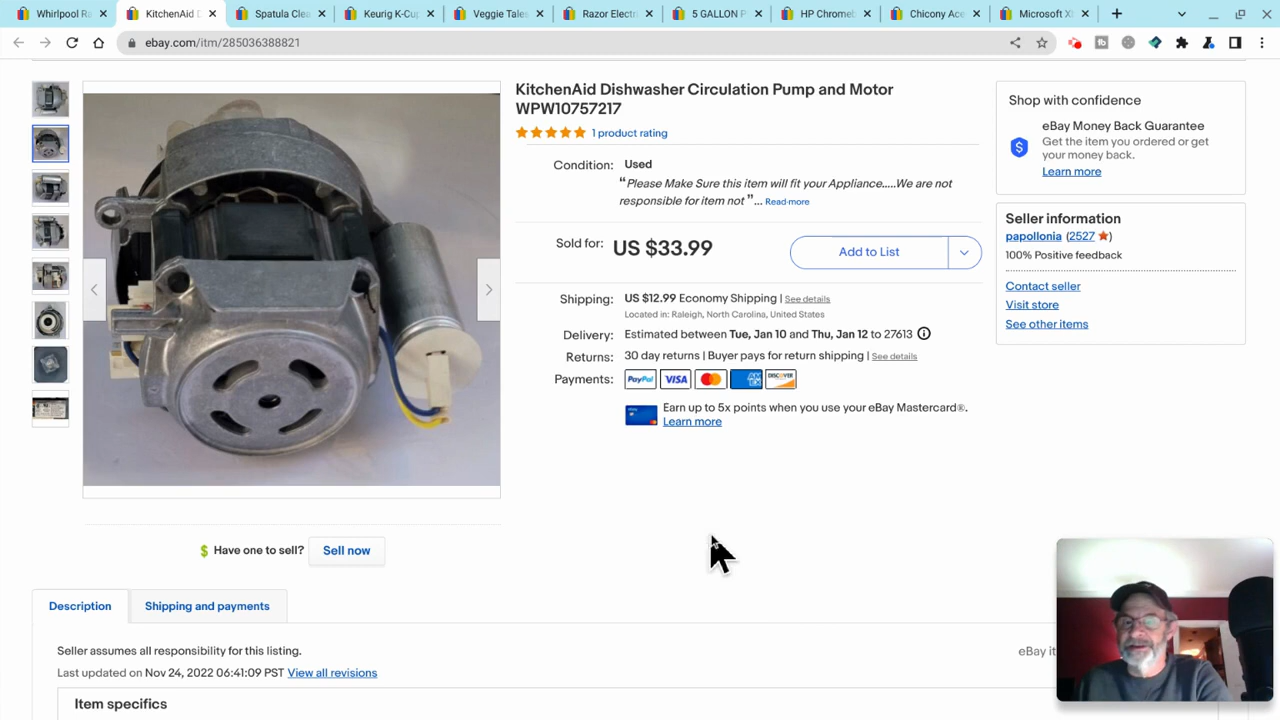 Whirlpool R
KitchenAid D
Spatula Clea
Keurig K-Cup
Veggie Tales
Razor Electri
5 GALLON P
HP Chromeb
Chicony Ace
Microsoft X
ebay.com/itm/285036388821
KitchenAid Dishwasher Circulation Pump and Motor
WPW10757217
1 product rating
Condition: Used
“Please Make Sure this item will fit your Appliance.....We are not
responsible for item not ”... Read more
Sold for: US $33.99
Add to List
Shipping: US $12.99 Economy Shipping | See details
Located in: Raleigh, North Carolina, United States
Delivery: Estimated between Tue, Jan 10 and Thu, Jan 12 to 27613
Returns: 30 day returns | Buyer pays for return shipping | See details
Payments: PayPal VISA DISCOVER
Earn up to 5x points when you use your eBay Mastercard®.
Learn more
Shop with confidence
eBay Money Back Guarantee
Get the item you ordered or get
your money back.
Learn more
Seller information
papollonia (2527)
100% Positive feedback
Contact seller
Visit store
See other items
Have one to sell? Sell now
Description
Shipping and payments
Seller assumes all responsibility for this listing.
eBay it
Last updated on Nov 24, 2022 06:41:09 PST View all revisions
Item specifics